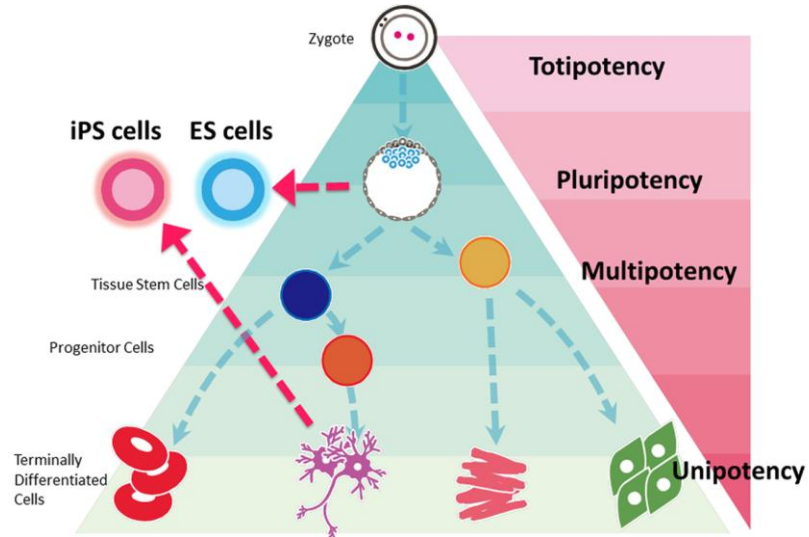 Zygote
Totipotency
iPS cells
ES cells
Pluripotency
Multipotency
Tissue Stem Cells
Progenitor Cells
Terminally
Differentiated
Cells
Unipotency